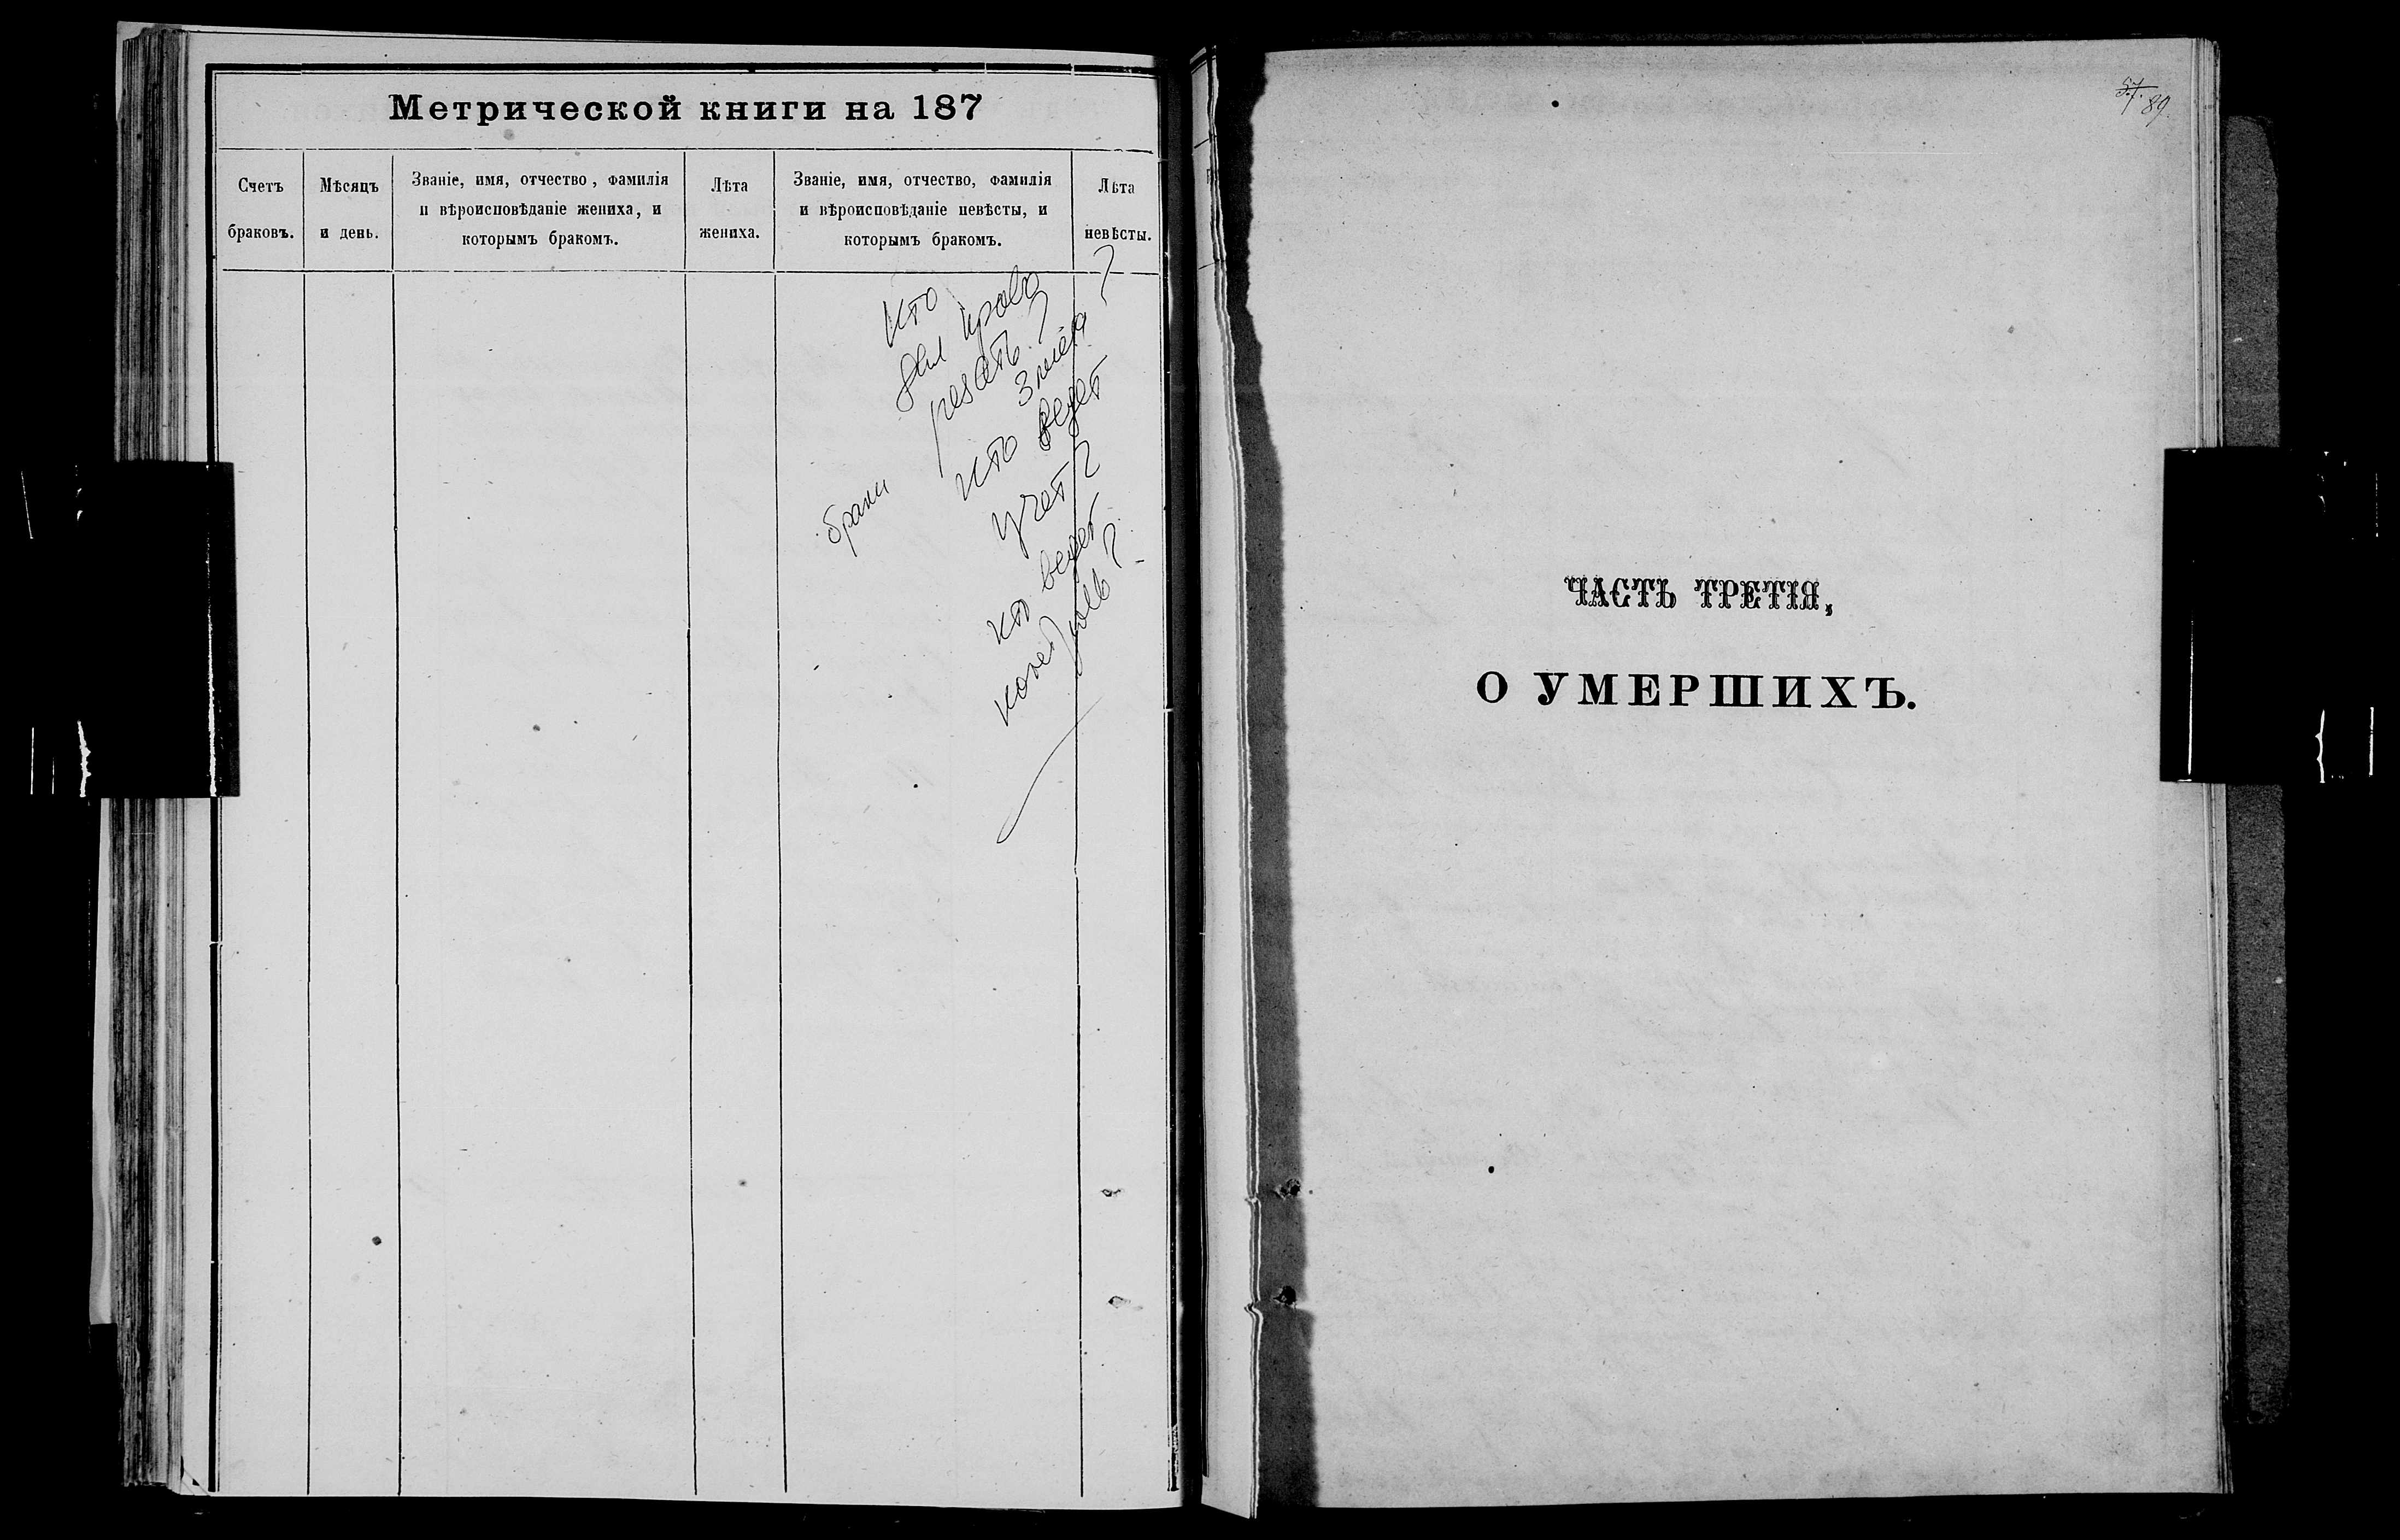 Метрической книги на 187
Счетъ браковъ.
Мѣсяцъ и день.
Званіе, имя, отчество, фамилія
и вѣроисповѣданіе жениха, и
которымъ бракомъ.
Лѣта жениха.
Званіе, имя, отчество, фамилія
и вѣроисповѣданіе невѣсты, и
которымъ бракомъ.
Лѣта невѣсты.
Кто
дал право
резать?
кто ведет
учет?
браки
кто ведет
57. 89.
ЧАСТЬ ТРЕТІЯ,
О УМЕРШИХЪ.